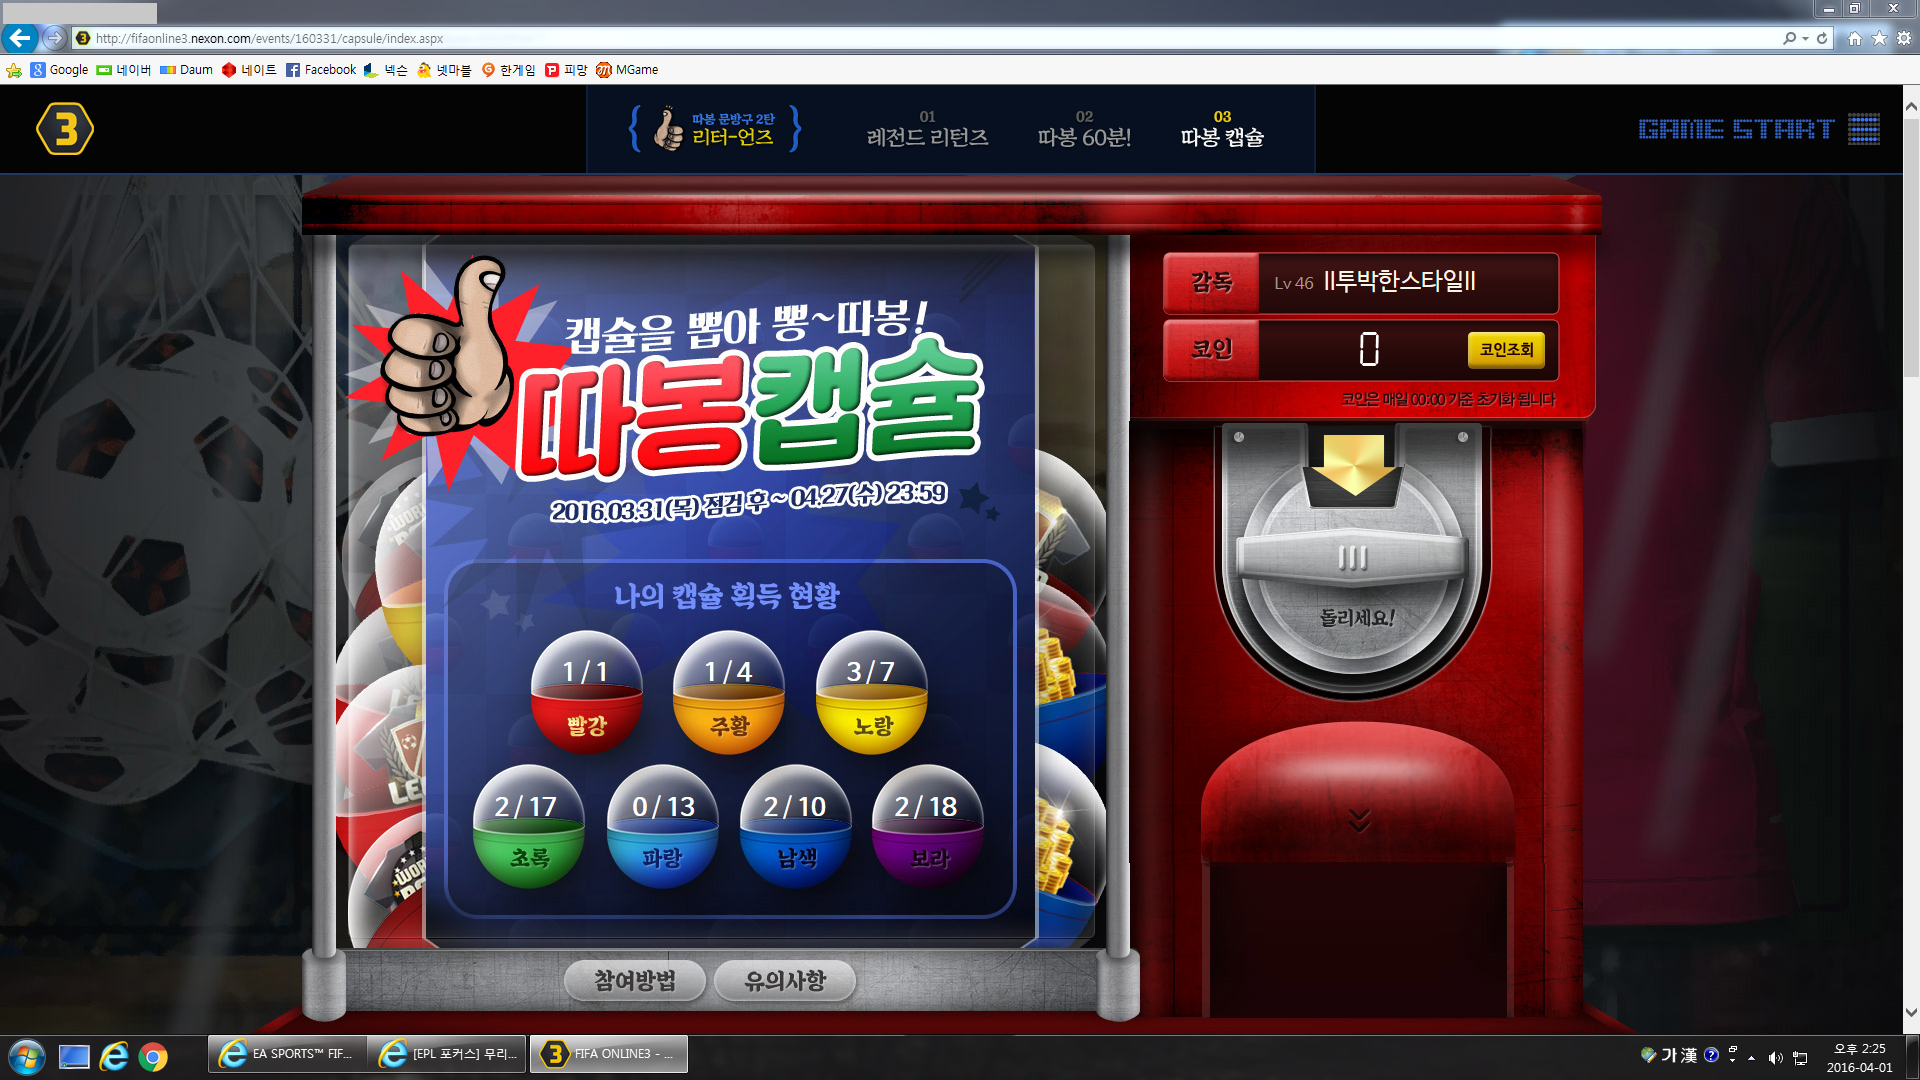 http://fifaonline3.nexon.com/events/160331/capsule/index.aspx
Google 네이버 Daum 네이트 Facebook 넥슨 넷마블 한게임 피망 MGame
3
따봉 문방구 2탄
리터-언즈
01
레전드 리턴즈
02
따봉 60분!
03
따봉 캡슐
GAME START
캡슐을 뽑아 뽕~따봉!
따봉캡슐
2016.03.31(목) 점검 후 ~ 04.27(수) 23:59
감독 Lv 46 ll투박한스타일ll
코인 0 코인조회
코인은 매일 00:00 기준 초기화 됩니다
돌리세요!
나의 캡슐 획득 현황
1 / 1
빨강
1 / 4
주황
3 / 7
노랑
2 / 17
초록
0 / 13
파랑
2 / 10
남색
2 / 18
보라
참여방법
유의사항
EA SPORTS™ FIF...
[EPL 포커스] 무리...
3 FIFA ONLINE3 - ...
가 漢
오후 2:25
2016-04-01